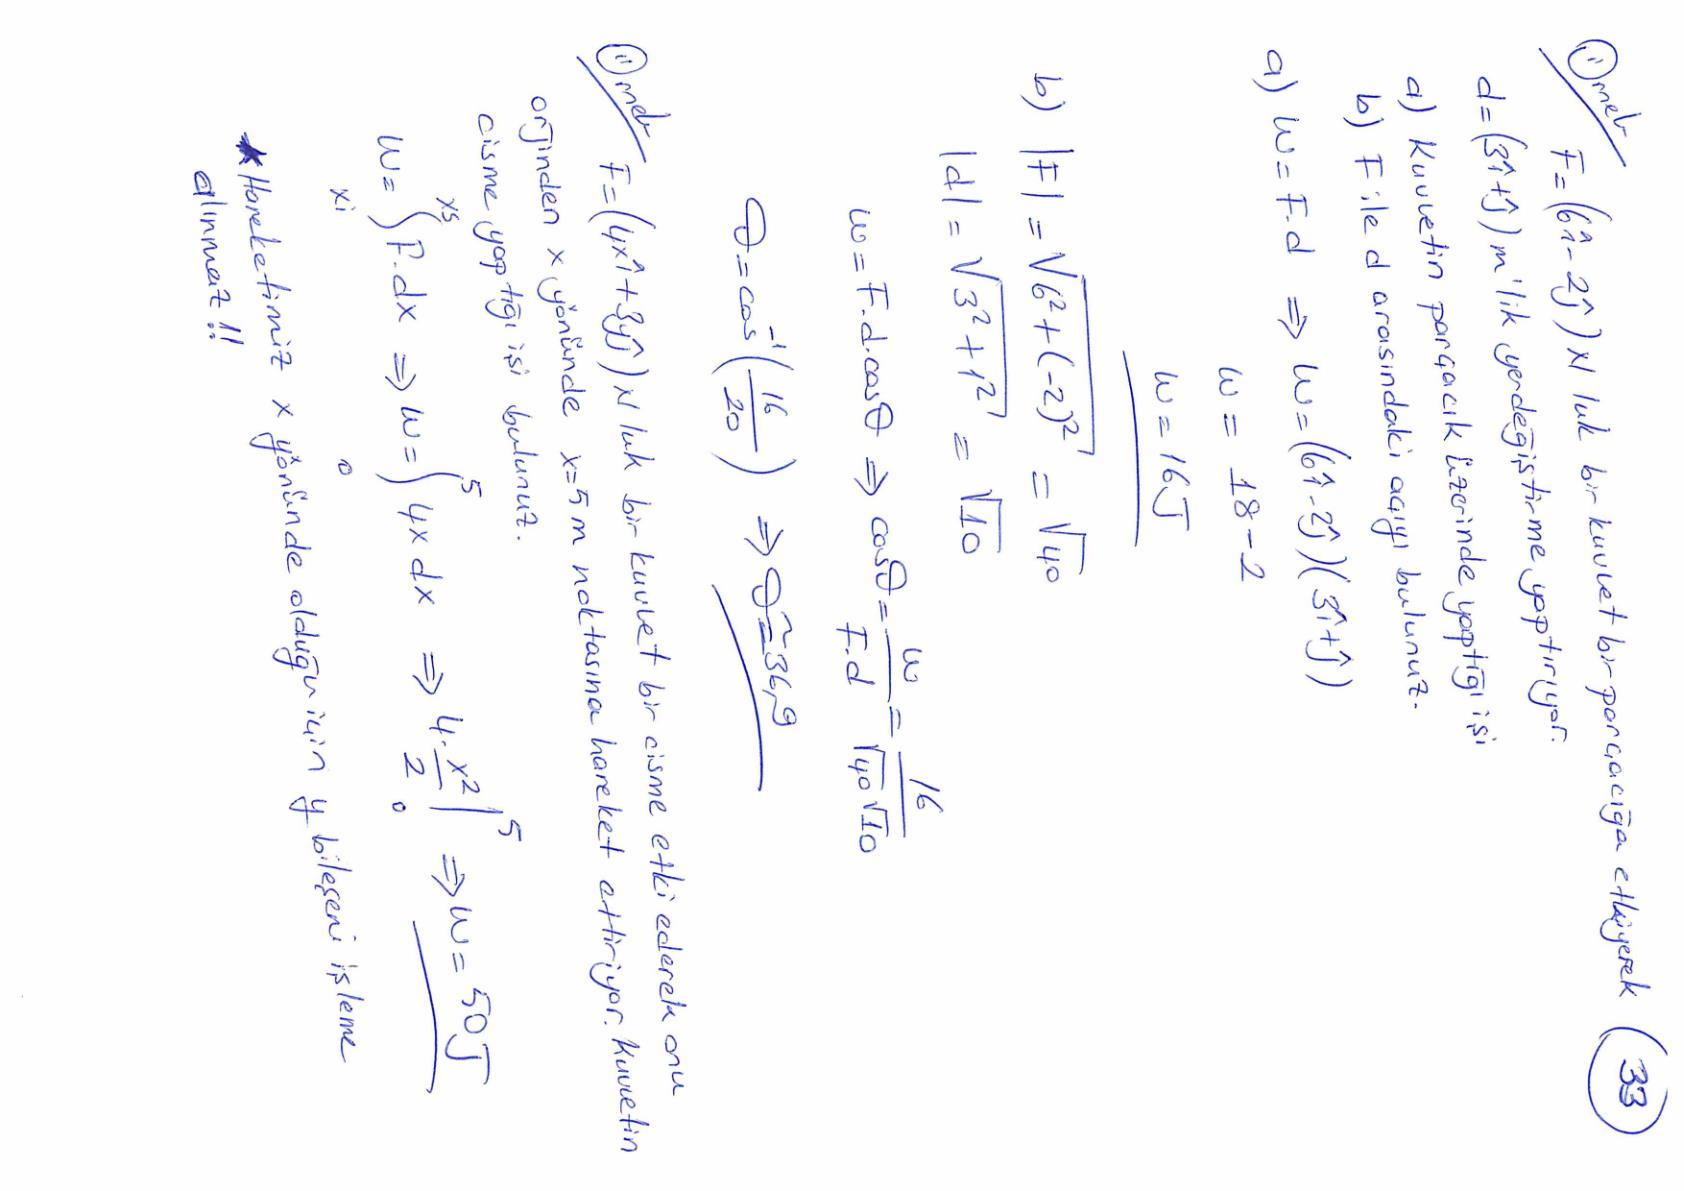 33
Örnek F=(6î-2ĵ) N luk bir kuvvet bir parçacığa etkiyerek
d=(3î+ĵ) m'lik yerdeğiştirme yaptırıyor.
a) Kuvvetin parçacık üzerinde yaptığı işi
b) F ile d arasındaki açıyı bulunuz.
a) W=F.d ⇒ W=(6î-2ĵ)(3î+ĵ)
W = 18-2
W=16J
b) |F| = √6²+(-2)² = √40
|d| = √3²+1² = √10
W=F.d.cosθ ⇒ cosθ = W/F.d = 16/√40√10
θ=cos⁻¹(16/20) ⇒ θ≅36,9
Örnek F=(4xî+3yĵ) N luk bir kuvvet bir cisme etki ederek onu
orjinden x yönünde x=5 m noktasına hareket ettiriyor. Kuvvetin
cisme yaptığı işi bulunuz.
W= ∫ xi xs F.dx ⇒ W= ∫ 0 5 4x dx ⇒ 4.x²/2 |₀⁵ ⇒ W=50J
* Hareketimiz x yönünde olduğu için y bileşeni işleme
alınmaz!!